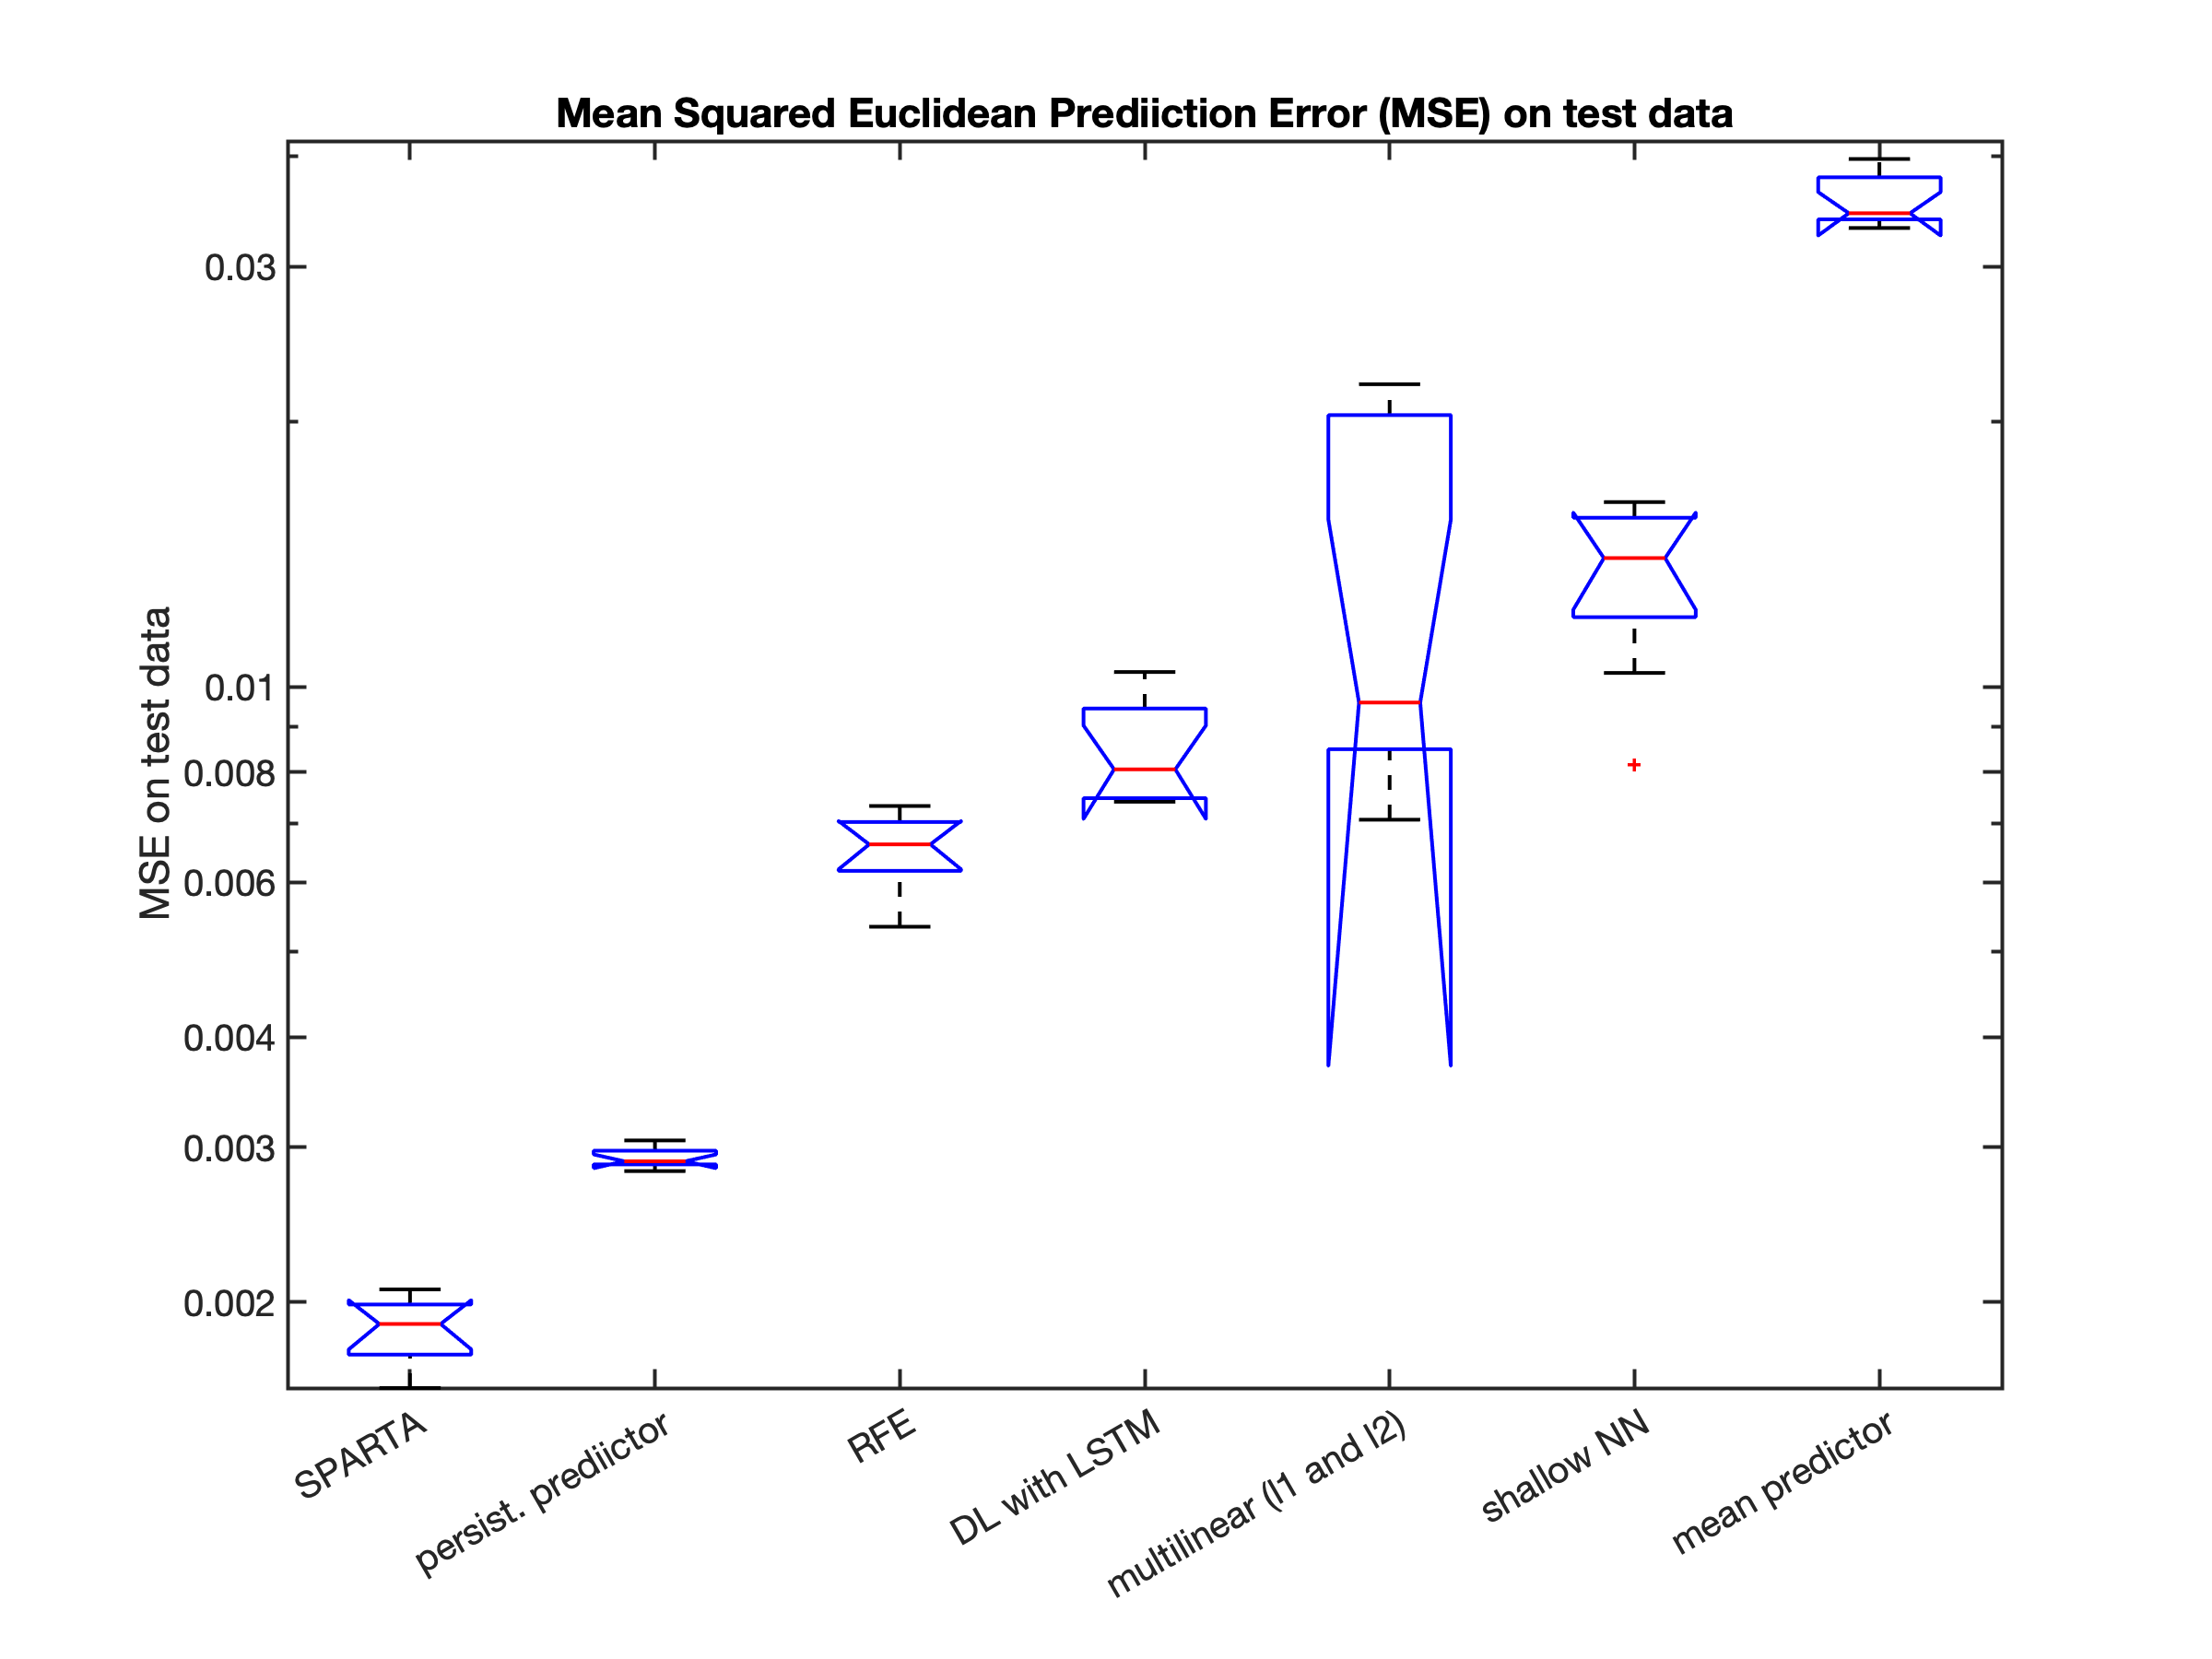 Mean Squared Euclidean Prediiction Error (MSE) on test data
MSE on test data
0.03
0.01
0.008
0.006
0.004
0.003
0.002
SPARTA
persist. prediictor
RFE
DL with LSTM
multilinear (l1 and l2)
shallow NN
mean predictor